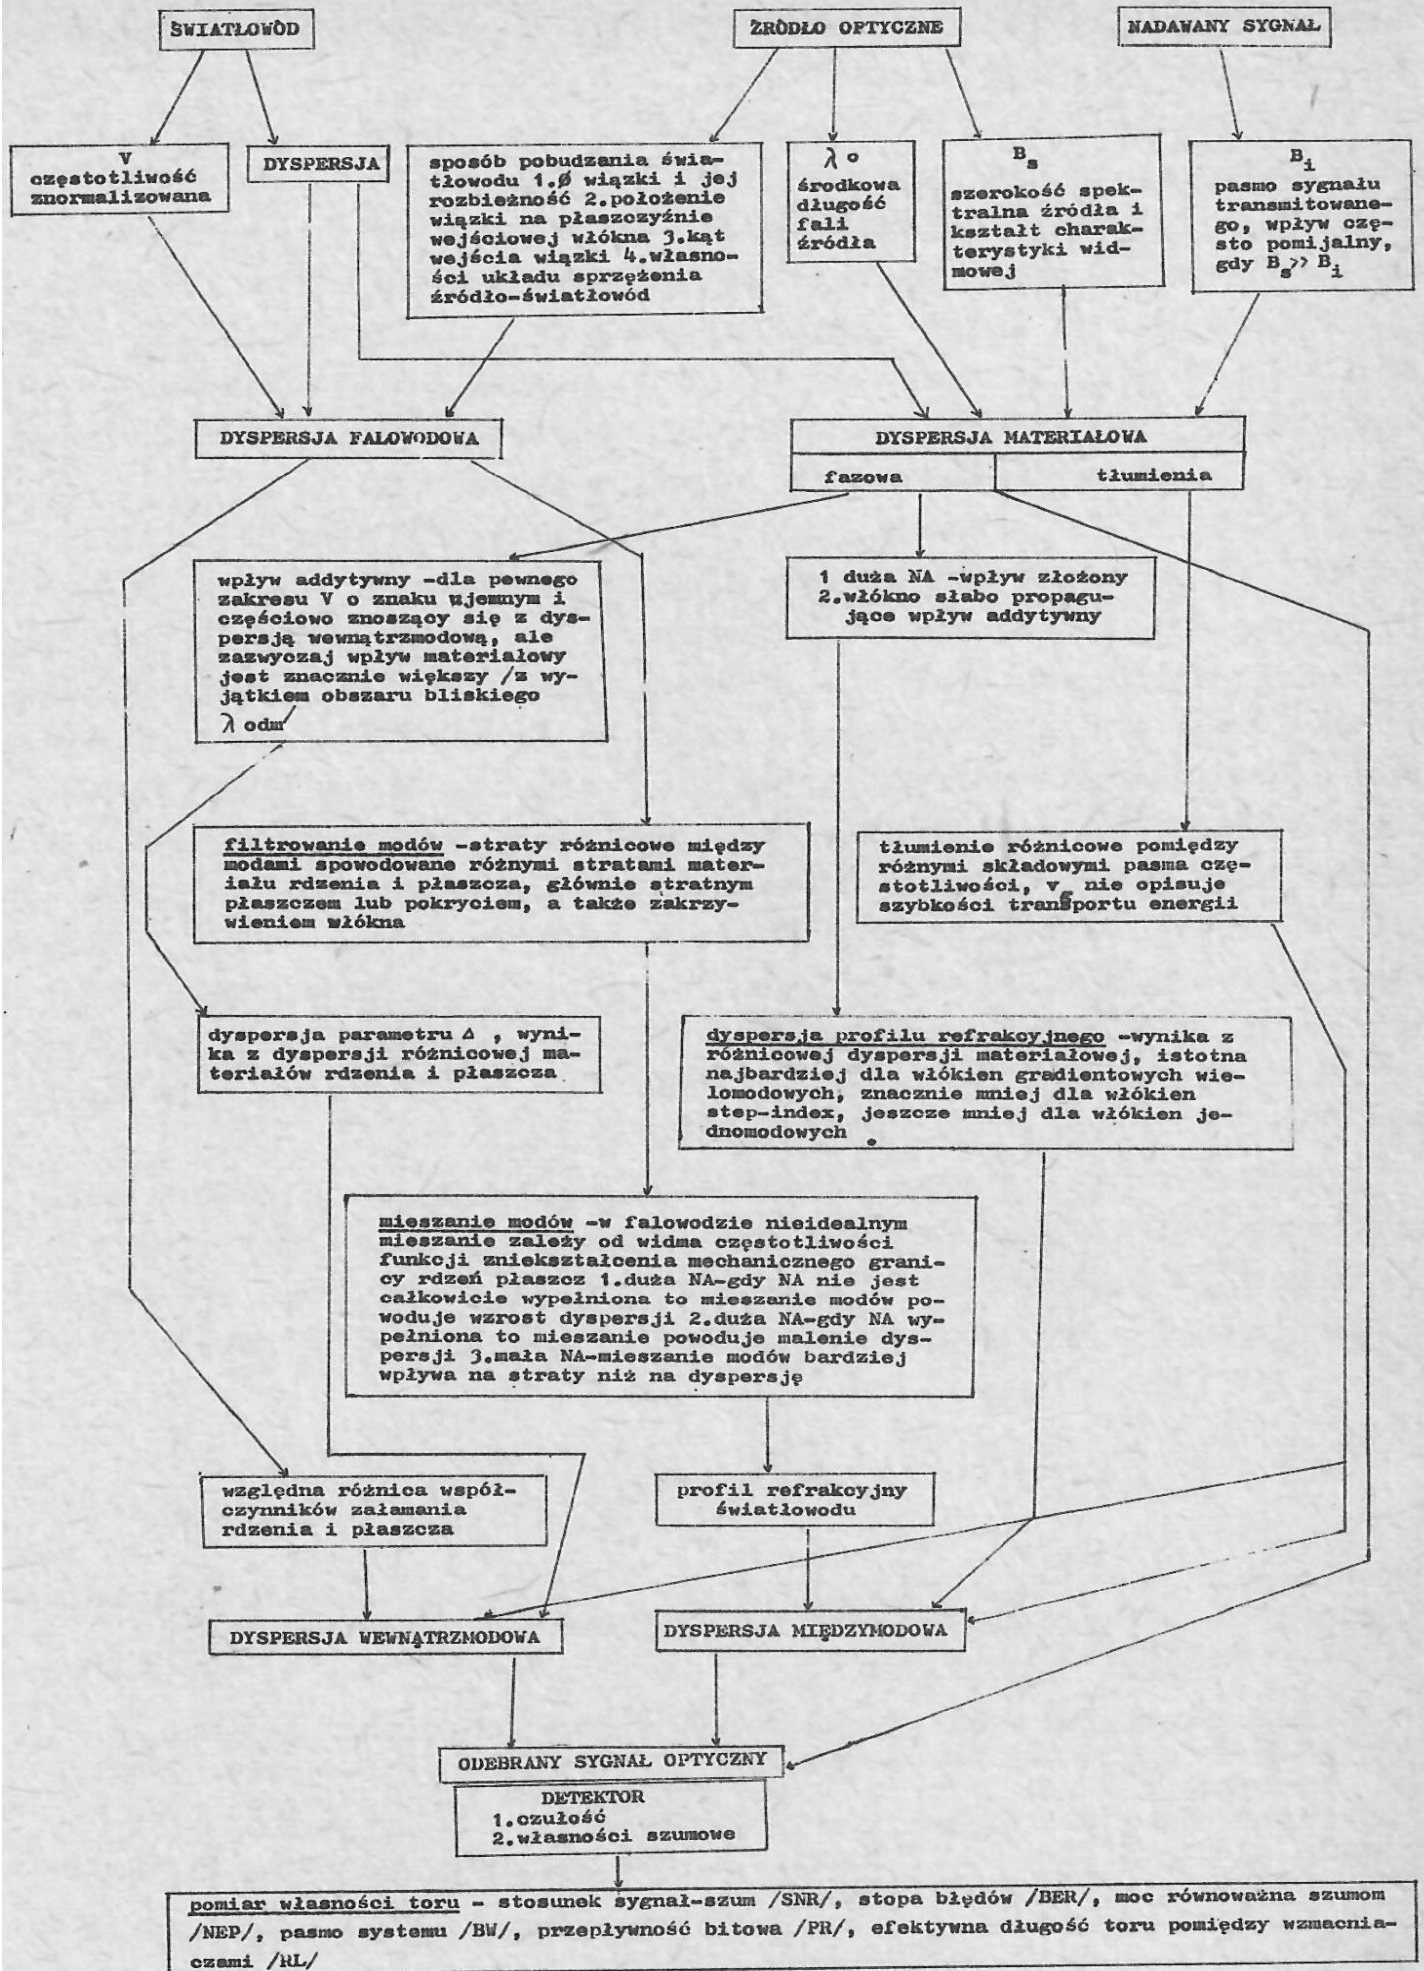 ŚWIATŁOWÓD
ŹRÓDŁO OPTYCZNE
NADAWANY SYGNAŁ
V
częstotliwość
znormalizowana
DYSPERSJA
sposób pobudzania świa-
tłowodu 1.Ø wiązki i jej
rozbieżność 2.położenie
wiązki na płaszczyźnie
wejściowej włókna 3.kąt
wejścia wiązki 4.własno-
ści układu sprzężenia
źródło-światłowód
λ o
środkowa
długość
fali
źródła
B s
szerokość spek-
tralna źródła i
kształt charak-
terystyki wid-
mowej
B i
pasmo sygnału
transmitowane-
go, wpływ czę-
sto pomijalny,
gdy B s >> B i
DYSPERSJA FALOWODOWA
DYSPERSJA MATERIAŁOWA
fazowa
tłumienia
wpływ addytywny -dla pewnego
zakresu V o znaku ujemnym i
częściowo znoszący się z dys-
persją wewnątrzmodową, ale
zazwyczaj wpływ materiałowy
jest znacznie większy /z wy-
jątkiem obszaru bliskiego
λ odm/
1 duża NA -wpływ złożony
2.włókno słabo propagu-
jące wpływ addytywny
filtrowanie modów -straty różnicowe między
modami spowodowane różnymi stratami mater-
iału rdzenia i płaszcza, głównie stratnym
płaszczem lub pokryciem, a także zakrzy-
wieniem włókna
tłumienie różnicowe pomiędzy
różnymi składowymi pasma czę-
stotliwości, v g nie opisuje
szybkości transportu energii
dyspersja parametru Δ , wyni-
ka z dyspersji różnicowej ma-
teriałów rdzenia i płaszcza
dyspersja profilu refrakcyjnego -wynika z
różnicowej dyspersji materiałowej, istotna
najbardziej dla włókien gradientowych wie-
lomodowych, znacznie mniej dla włókien
step-index, jeszcze mniej dla włókien je-
dnomodowych .
mieszanie modów -w falowodzie nieidealnym
mieszanie zależy od widma częstotliwości
funkcji zniekształcenia mechanicznego grani-
cy rdzeń płaszcz 1.duża NA-gdy NA nie jest
całkowicie wypełniona to mieszanie modów po-
woduje wzrost dyspersji 2.duża NA-gdy NA wy-
pełniona to mieszanie powoduje malenie dys-
persji 3.mała NA-mieszanie modów bardziej
wpływa na straty niż na dyspersję
względna różnica współ-
czynników załamania
rdzenia i płaszcza
profil refrakcyjny
światłowodu
DYSPERSJA WEWNĄTRZMODOWA
DYSPERSJA MIĘDZYMODOWA
ODEBRANY SYGNAŁ OPTYCZNY
DETEKTOR
1.czułość
2.własności szumowe
pomiar własności toru - stosunek sygnał-szum /SNR/, stopa błędów /BER/, moc równoważna szumom
/NEP/, pasmo systemu /BW/, przepływność bitowa /PR/, efektywna długość toru pomiędzy wzmacnia-
czami /RL/